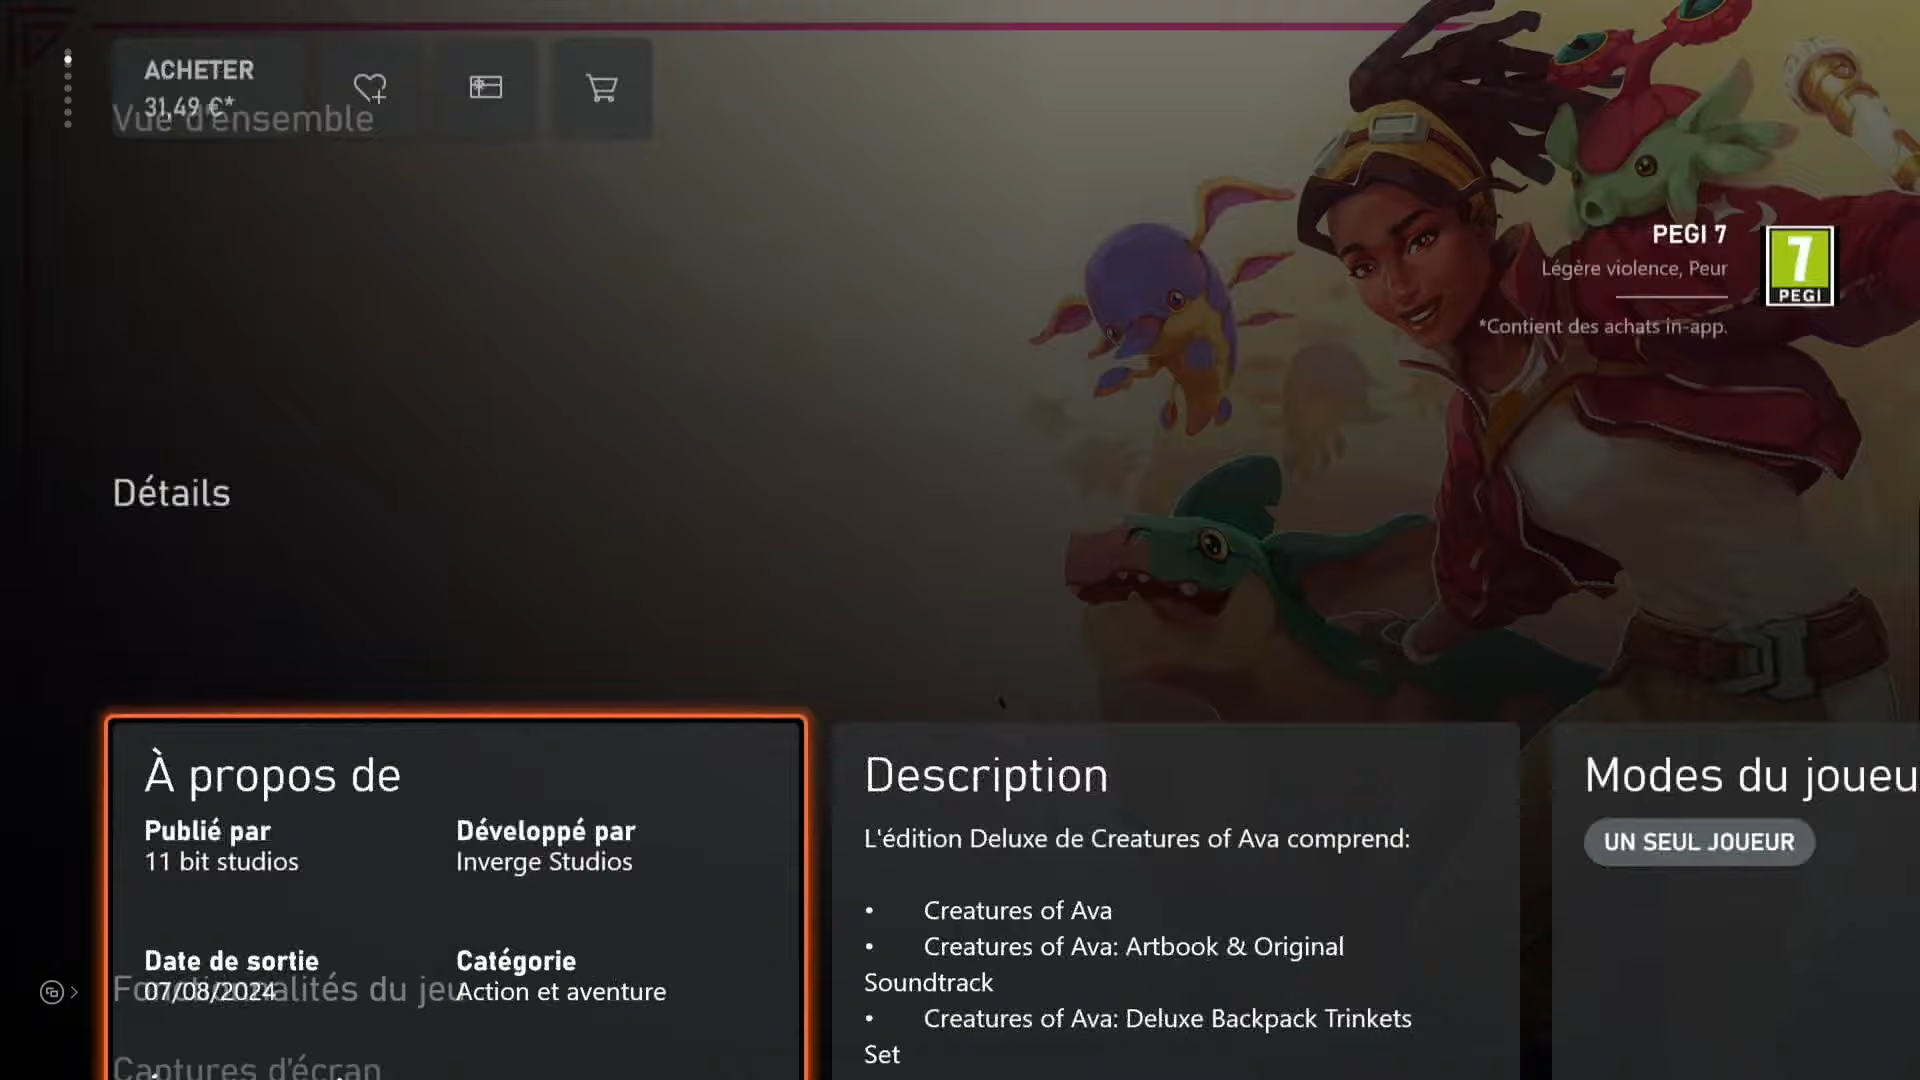 ACHETER
31,49 €*
Vue d'ensemble
PEGI 7
Légère violence, Peur
*Contient des achats in-app.
7
PEGI
Détails
À propos de
Publié par
11 bit studios
Développé par
Inverge Studios
Date de sortie
07/08/2024
Catégorie
Action et aventure
Fonctionnalités du jeu
Captures d'écran
Description
L'édition Deluxe de Creatures of Ava comprend:
• Creatures of Ava
• Creatures of Ava: Artbook & Original
Soundtrack
• Creatures of Ava: Deluxe Backpack Trinkets
Set
Modes du joueu
UN SEUL JOUEUR